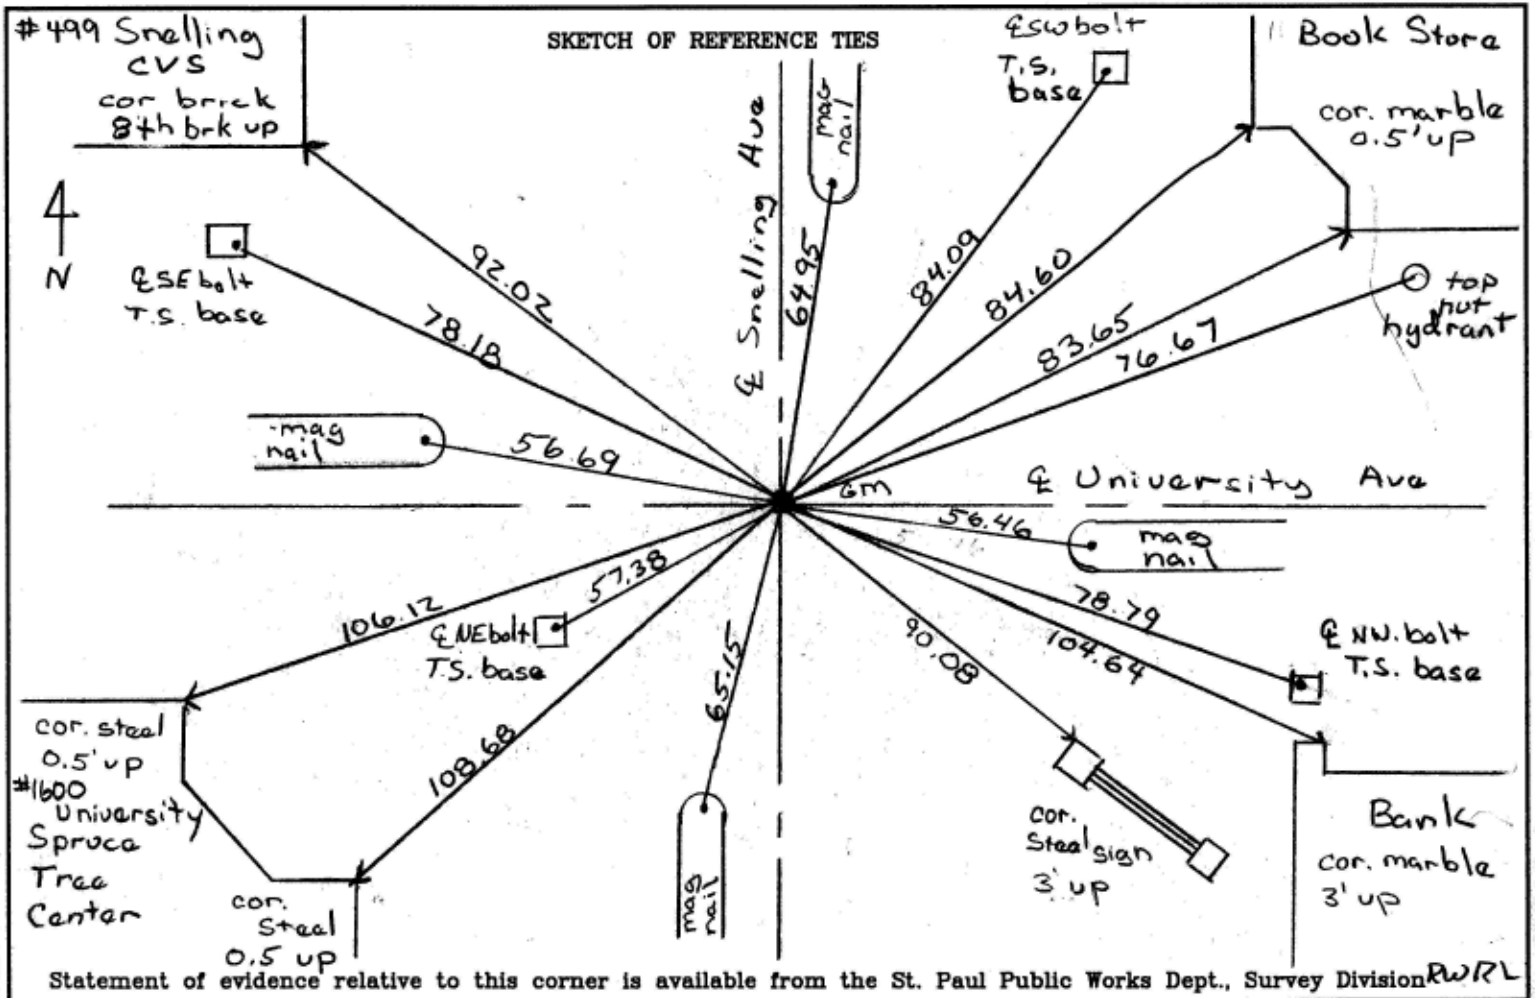 SKETCH OF REFERENCE TIES
#499 Snelling
CVS
cor. brick
8th brk up
N
℄ SE bolt
T.S. base
92.02
78.18
mag
nail
56.69
℄ Snelling Ave
mag
nail
64.95
℄ SW bolt
T.S.
base
84.09
84.60
Book Store
cor. marble
0.5' up
83.65
76.67
top
nut
hydrant
GM
℄ University Ave
56.46
mag
nail
78.79
℄ NW. bolt
T.S. base
104.64
90.08
cor.
Steel sign
3' up
Bank
cor. marble
3' up
106.12
57.38
℄ NE bolt
T.S. base
108.68
65.15
mag
nail
cor. steel
0.5' up
#1600
University
Spruce
Tree
Center
cor.
Steel
0.5 up
Statement of evidence relative to this corner is available from the St. Paul Public Works Dept., Survey Division
RWRL